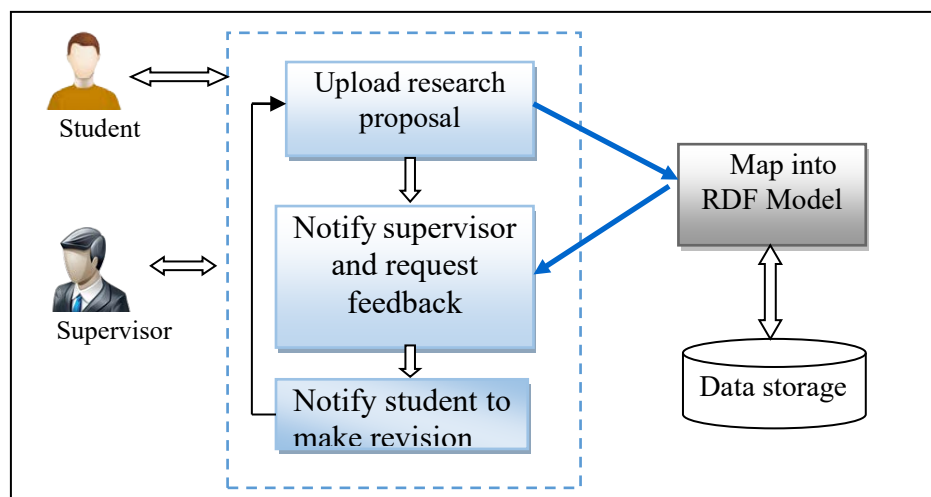 Student
Supervisor
Upload research
proposal
Notify supervisor
and request
feedback
Notify student to
make revision
Map into
RDF Model
Data storage